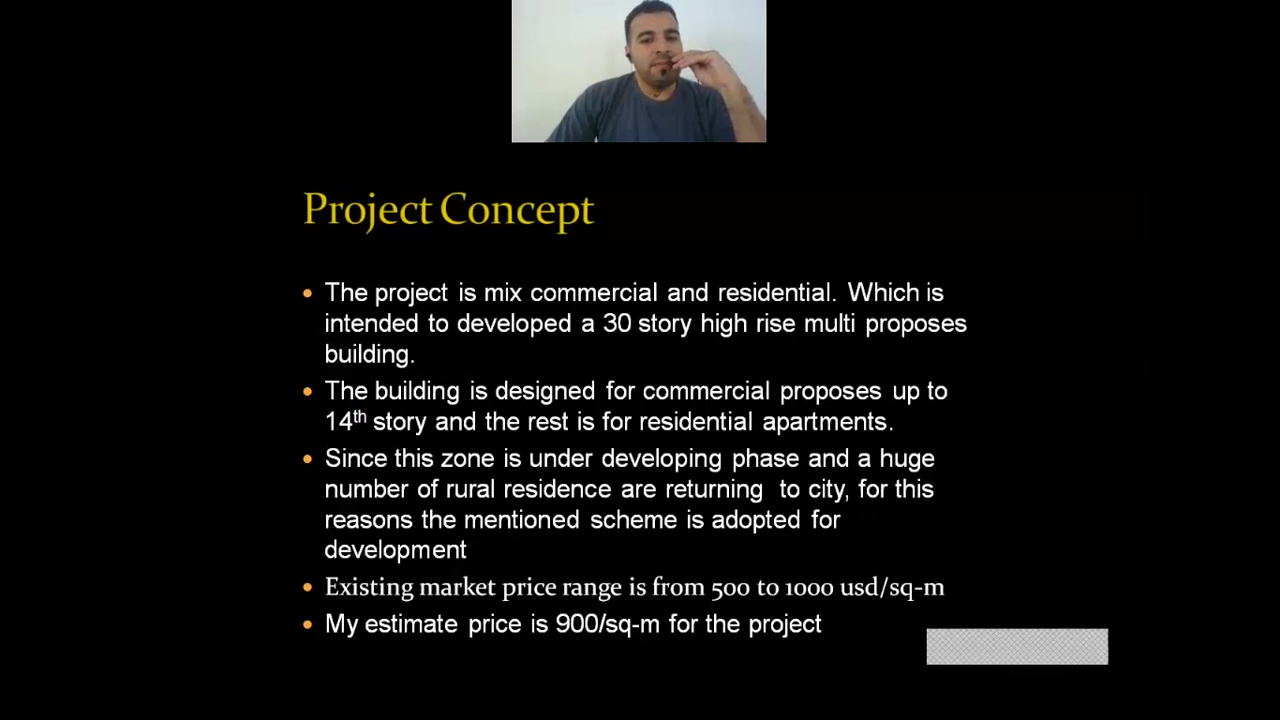 Project Concept
The project is mix commercial and residential. Which is
intended to developed a 30 story high rise multi proposes
building.
The building is designed for commercial proposes up to
14th story and the rest is for residential apartments.
Since this zone is under developing phase and a huge
number of rural residence are returning to city, for this
reasons the mentioned scheme is adopted for
development
Existing market price range is from 500 to 1000 usd/sq-m
My estimate price is 900/sq-m for the project